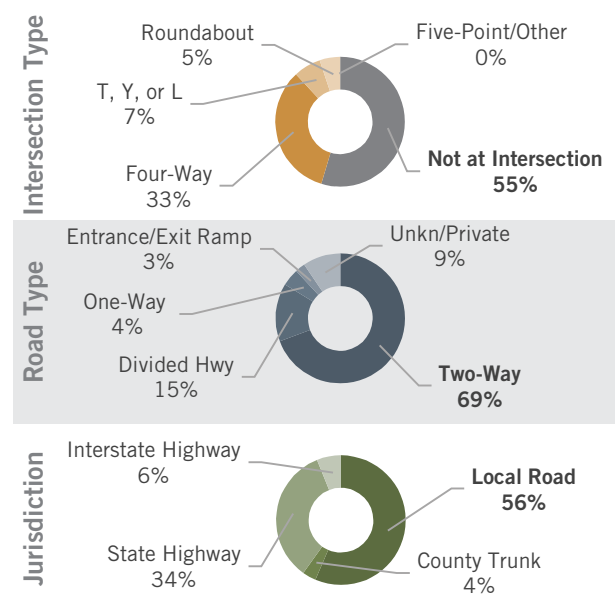 Intersection Type
Roundabout
5%
Five-Point/Other
0%
T, Y, or L
7%
Four-Way
33%
Not at Intersection
55%
Road Type
Entrance/Exit Ramp
3%
Unkn/Private
9%
One-Way
4%
Divided Hwy
15%
Two-Way
69%
Jurisdiction
Interstate Highway
6%
Local Road
56%
State Highway
34%
County Trunk
4%